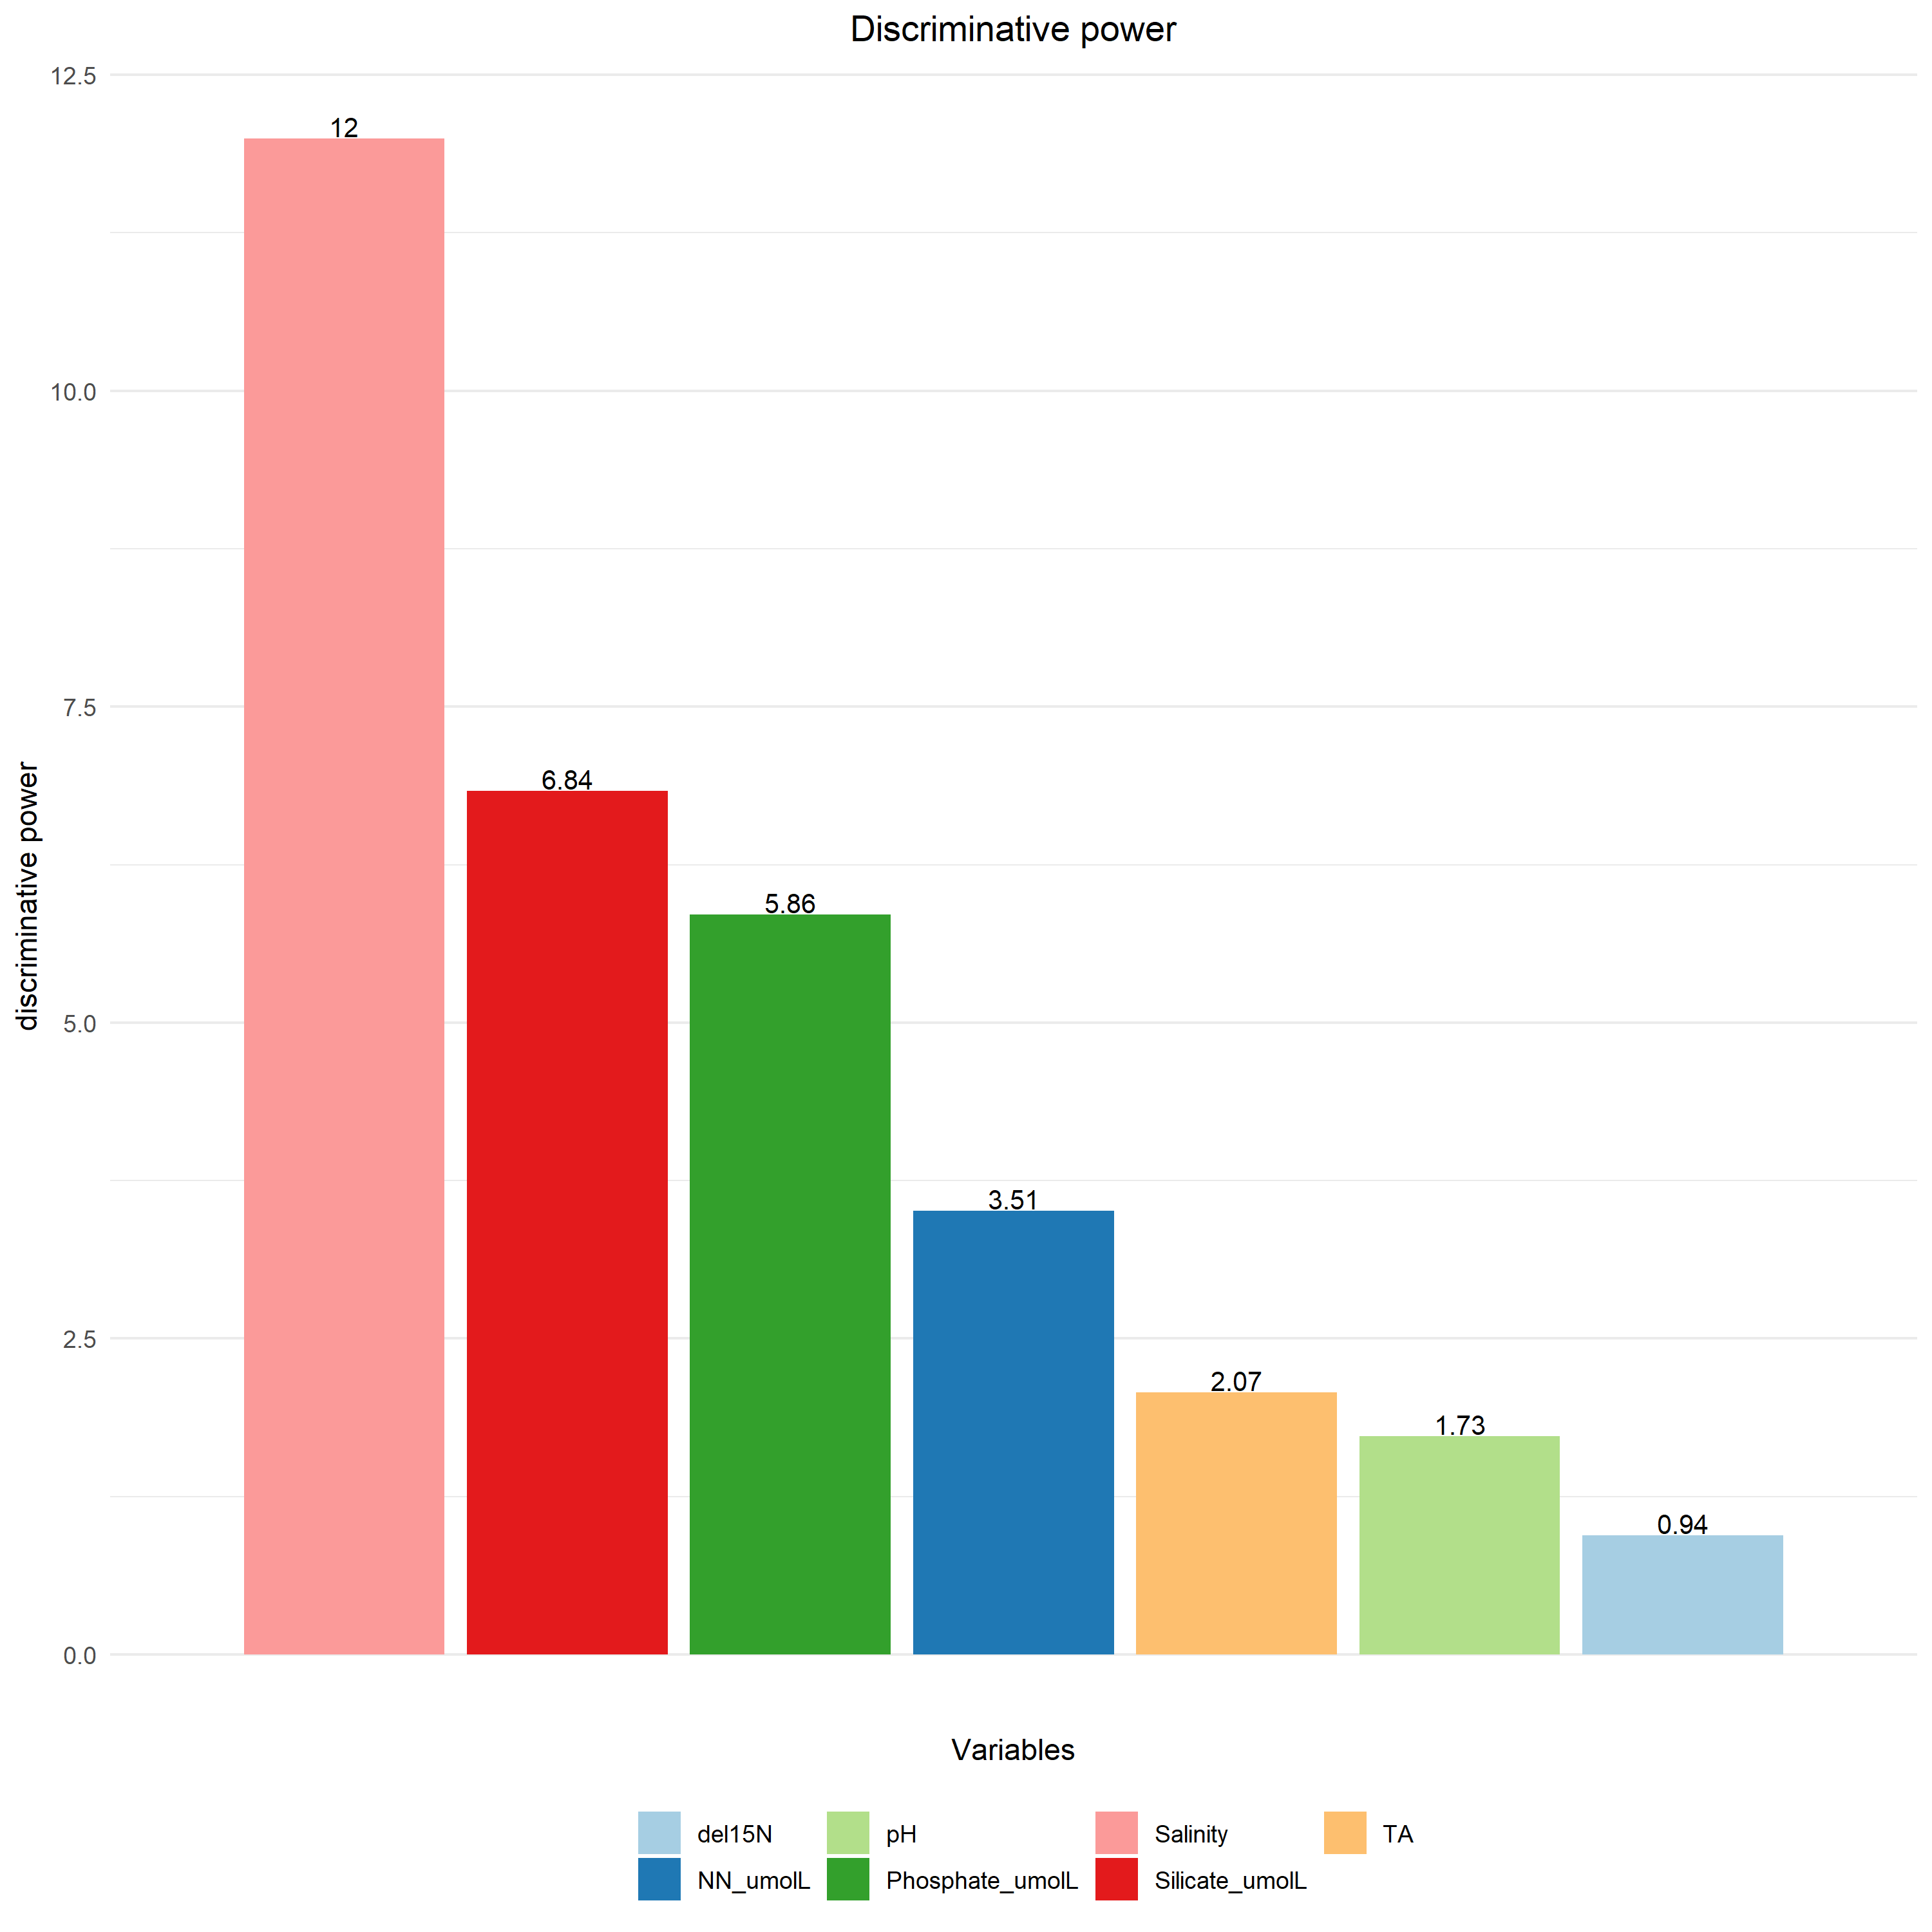 Discriminative power
12.5
10.0
7.5
5.0
2.5
0.0
discriminative power
12
6.84
5.86
3.51
2.07
1.73
0.94
Variables
del15N pH Salinity TA
NN_umolL Phosphate_umolL Silicate_umolL